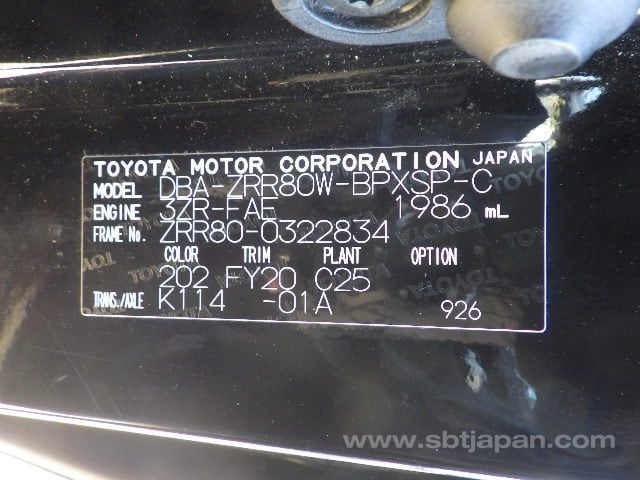 TOYOTA MOTOR CORPORATION JAPAN
MODEL DBA-ZRR80W-BPXSP-C
ENGINE 3ZR-FAE 1986 mL
FRAME No. ZRR80-0322834
COLOR TRIM PLANT OPTION
202 FY20 C25
TRANS./AXLE K114 -01A 926
www.sbtjapan.com